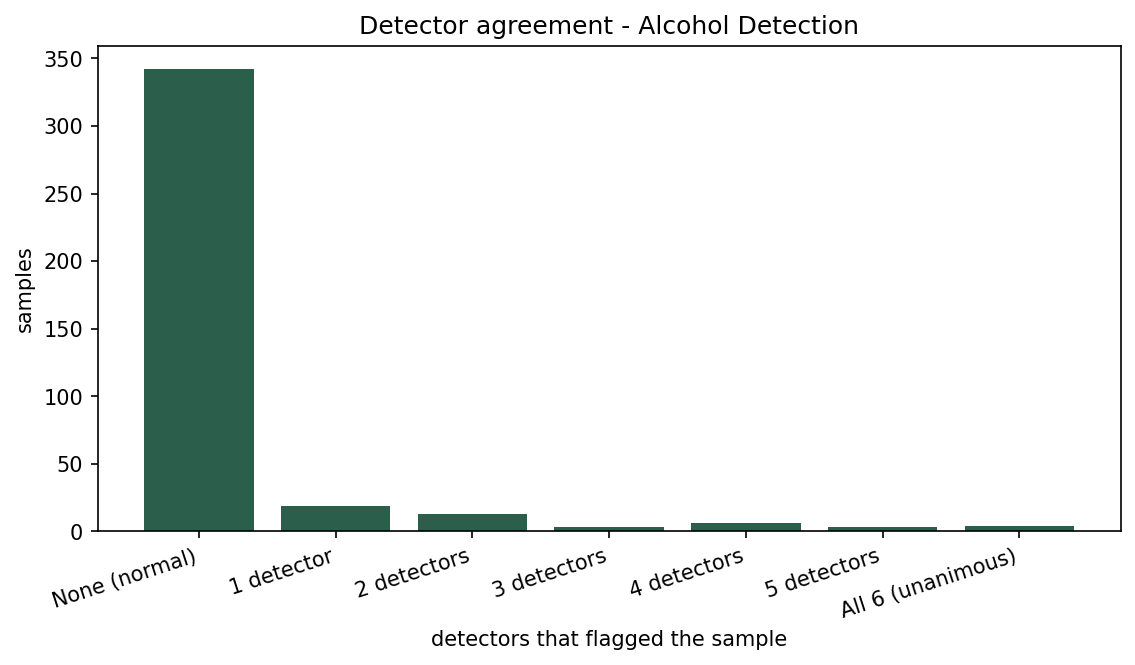 Detector agreement - Alcohol Detection
350
300
250
200
150
100
50
0
samples
None (normal)
1 detector
2 detectors
3 detectors
4 detectors
5 detectors
All 6 (unanimous)
detectors that flagged the sample